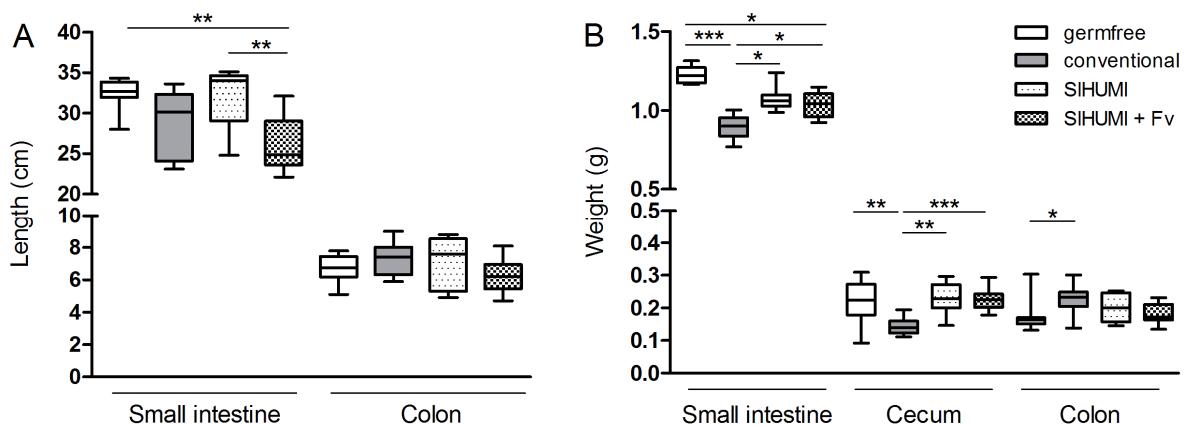 A
Length (cm)
40
35
30
25
20
10
8
6
4
2
0
**
**
Small intestine
Colon
B
Weight (g)
1.5
1.0
0.5
0.5
0.4
0.3
0.2
0.1
0.0
*
***
*
*
**
***
**
*
germfree
conventional
SIHUMI
SIHUMI + Fv
Small intestine
Cecum
Colon